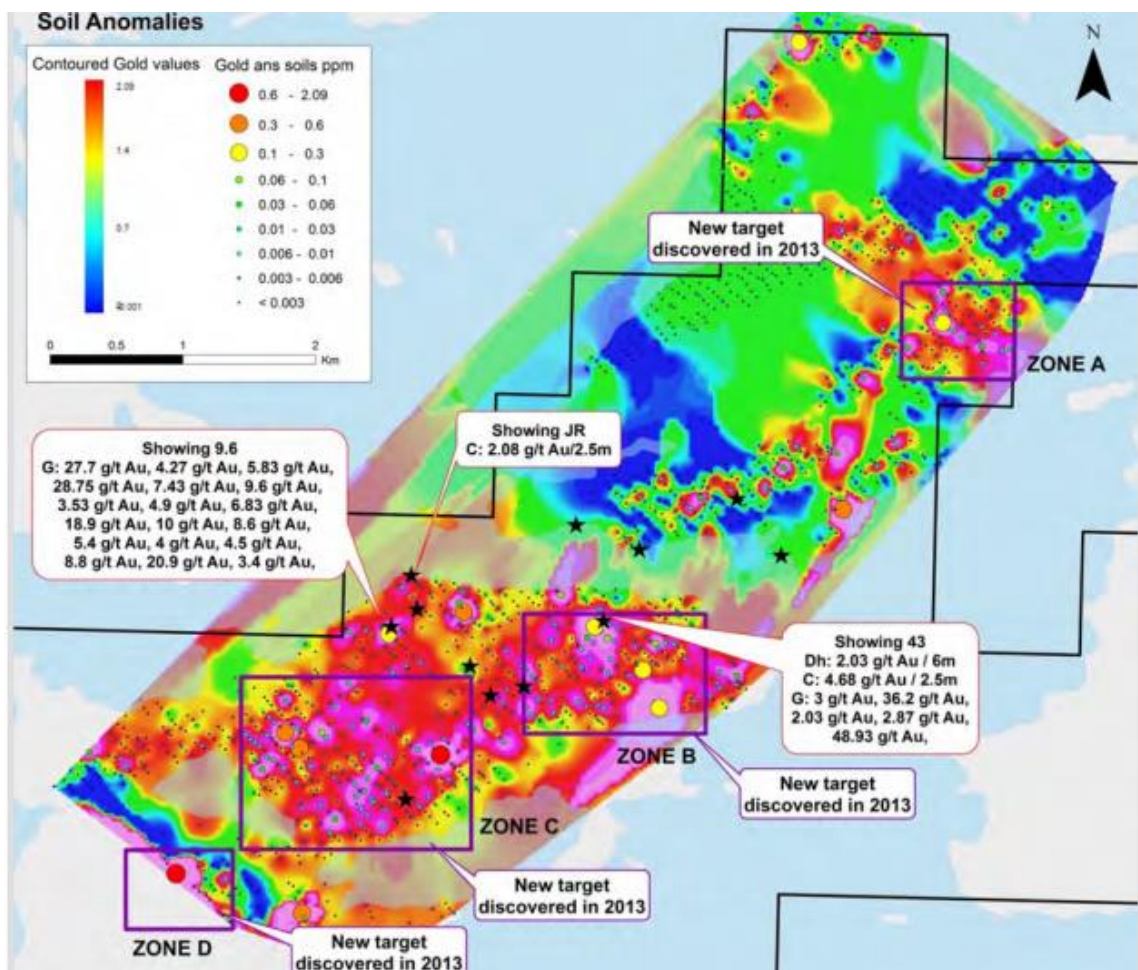 Soil Anomalies
Contoured Gold values
2.09
1.4
0.7
Gold ans soils ppm
0.6 - 2.09
0.3 - 0.6
0.1 - 0.3
0.06 - 0.1
0.03 - 0.06
0.01 - 0.03
0.006 - 0.01
0.003 - 0.006
< 0.003
0 0.5 1 2
Km
N
New target
discovered in 2013
ZONE A
Showing JR
C: 2.08 g/t Au/2.5m
Showing 9.6
G: 27.7 g/t Au, 4.27 g/t Au, 5.83 g/t Au,
28.75 g/t Au, 7.43 g/t Au, 9.6 g/t Au,
3.53 g/t Au, 4.9 g/t Au, 6.83 g/t Au,
18.9 g/t Au, 10 g/t Au, 8.6 g/t Au,
5.4 g/t Au, 4 g/t Au, 4.5 g/t Au,
8.8 g/t Au, 20.9 g/t Au, 3.4 g/t Au,
Showing 43
Dh: 2.03 g/t Au / 6m
C: 4.68 g/t Au / 2.5m
G: 3 g/t Au, 36.2 g/t Au,
2.03 g/t Au, 2.87 g/t Au,
48.93 g/t Au,
ZONE B
New target
discovered in 2013
ZONE C
New target
discovered in 2013
ZONE D
New target
discovered in 2013